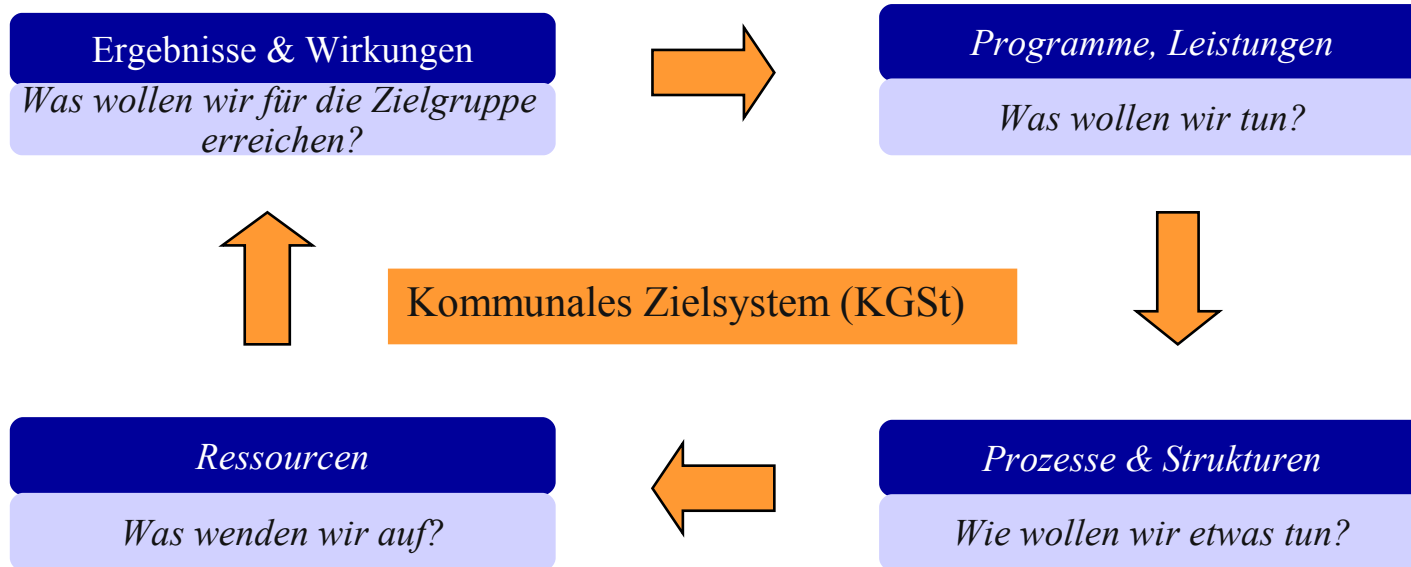 Ergebnisse & Wirkungen
Was wollen wir für die Zielgruppe
erreichen?
Programme, Leistungen
Was wollen wir tun?
Kommunales Zielsystem (KGSt)
Ressourcen
Was wenden wir auf?
Prozesse & Strukturen
Wie wollen wir etwas tun?